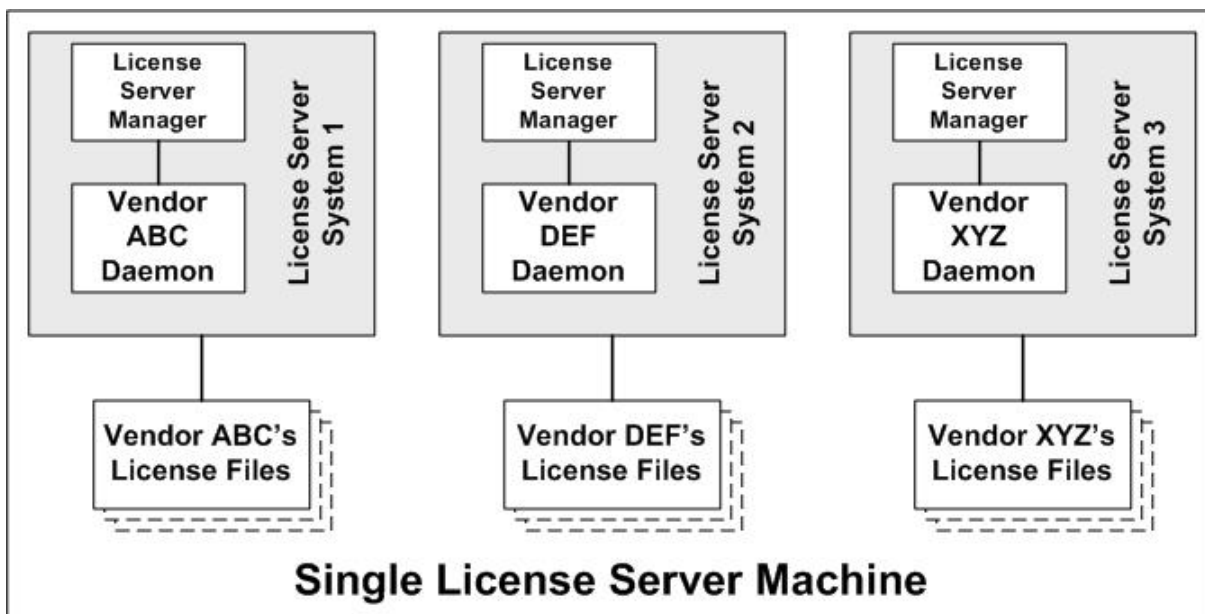 License
Server
Manager
Vendor
ABC
Daemon
License Server
System 1
License
Server
Manager
Vendor
DEF
Daemon
License Server
System 2
License
Server
Manager
Vendor
XYZ
Daemon
License Server
System 3
Vendor ABC’s
License Files
Vendor DEF’s
License Files
Vendor XYZ’s
License Files
Single License Server Machine